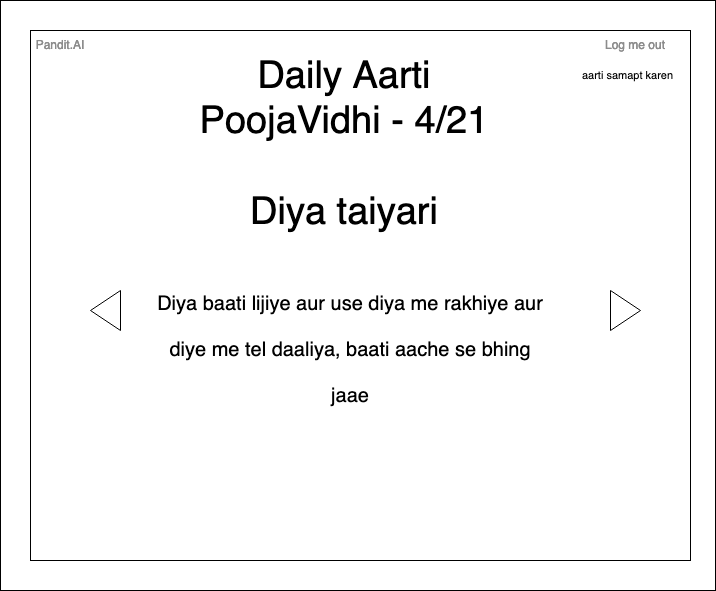 Pandit.AI
Log me out
aarti samapt karen
Daily Aarti
PoojaVidhi - 4/21
Diya taiyari
Diya baati lijiye aur use diya me rakhiye aur
diye me tel daaliya, baati aache se bhing
jaae